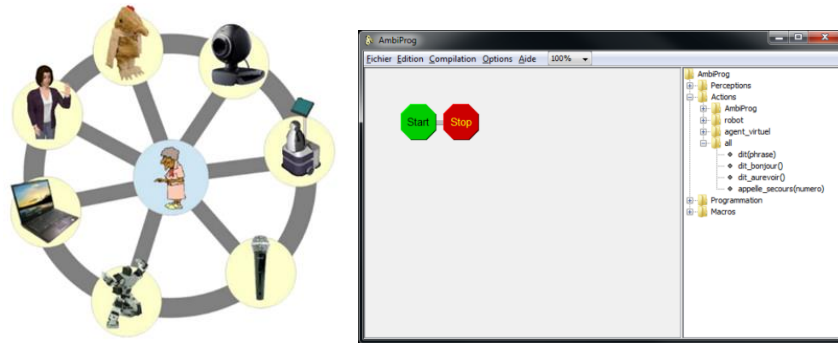 AmbiProg
Fichier Edition Compilation Options Aide 100%
Start Stop
AmbiProg
Perceptions
Actions
AmbiProg
robot
agent_virtuel
all
dit(phrase)
dit_bonjour()
dit_aurevoir()
appelle_secours(numero)
Programmation
Macros